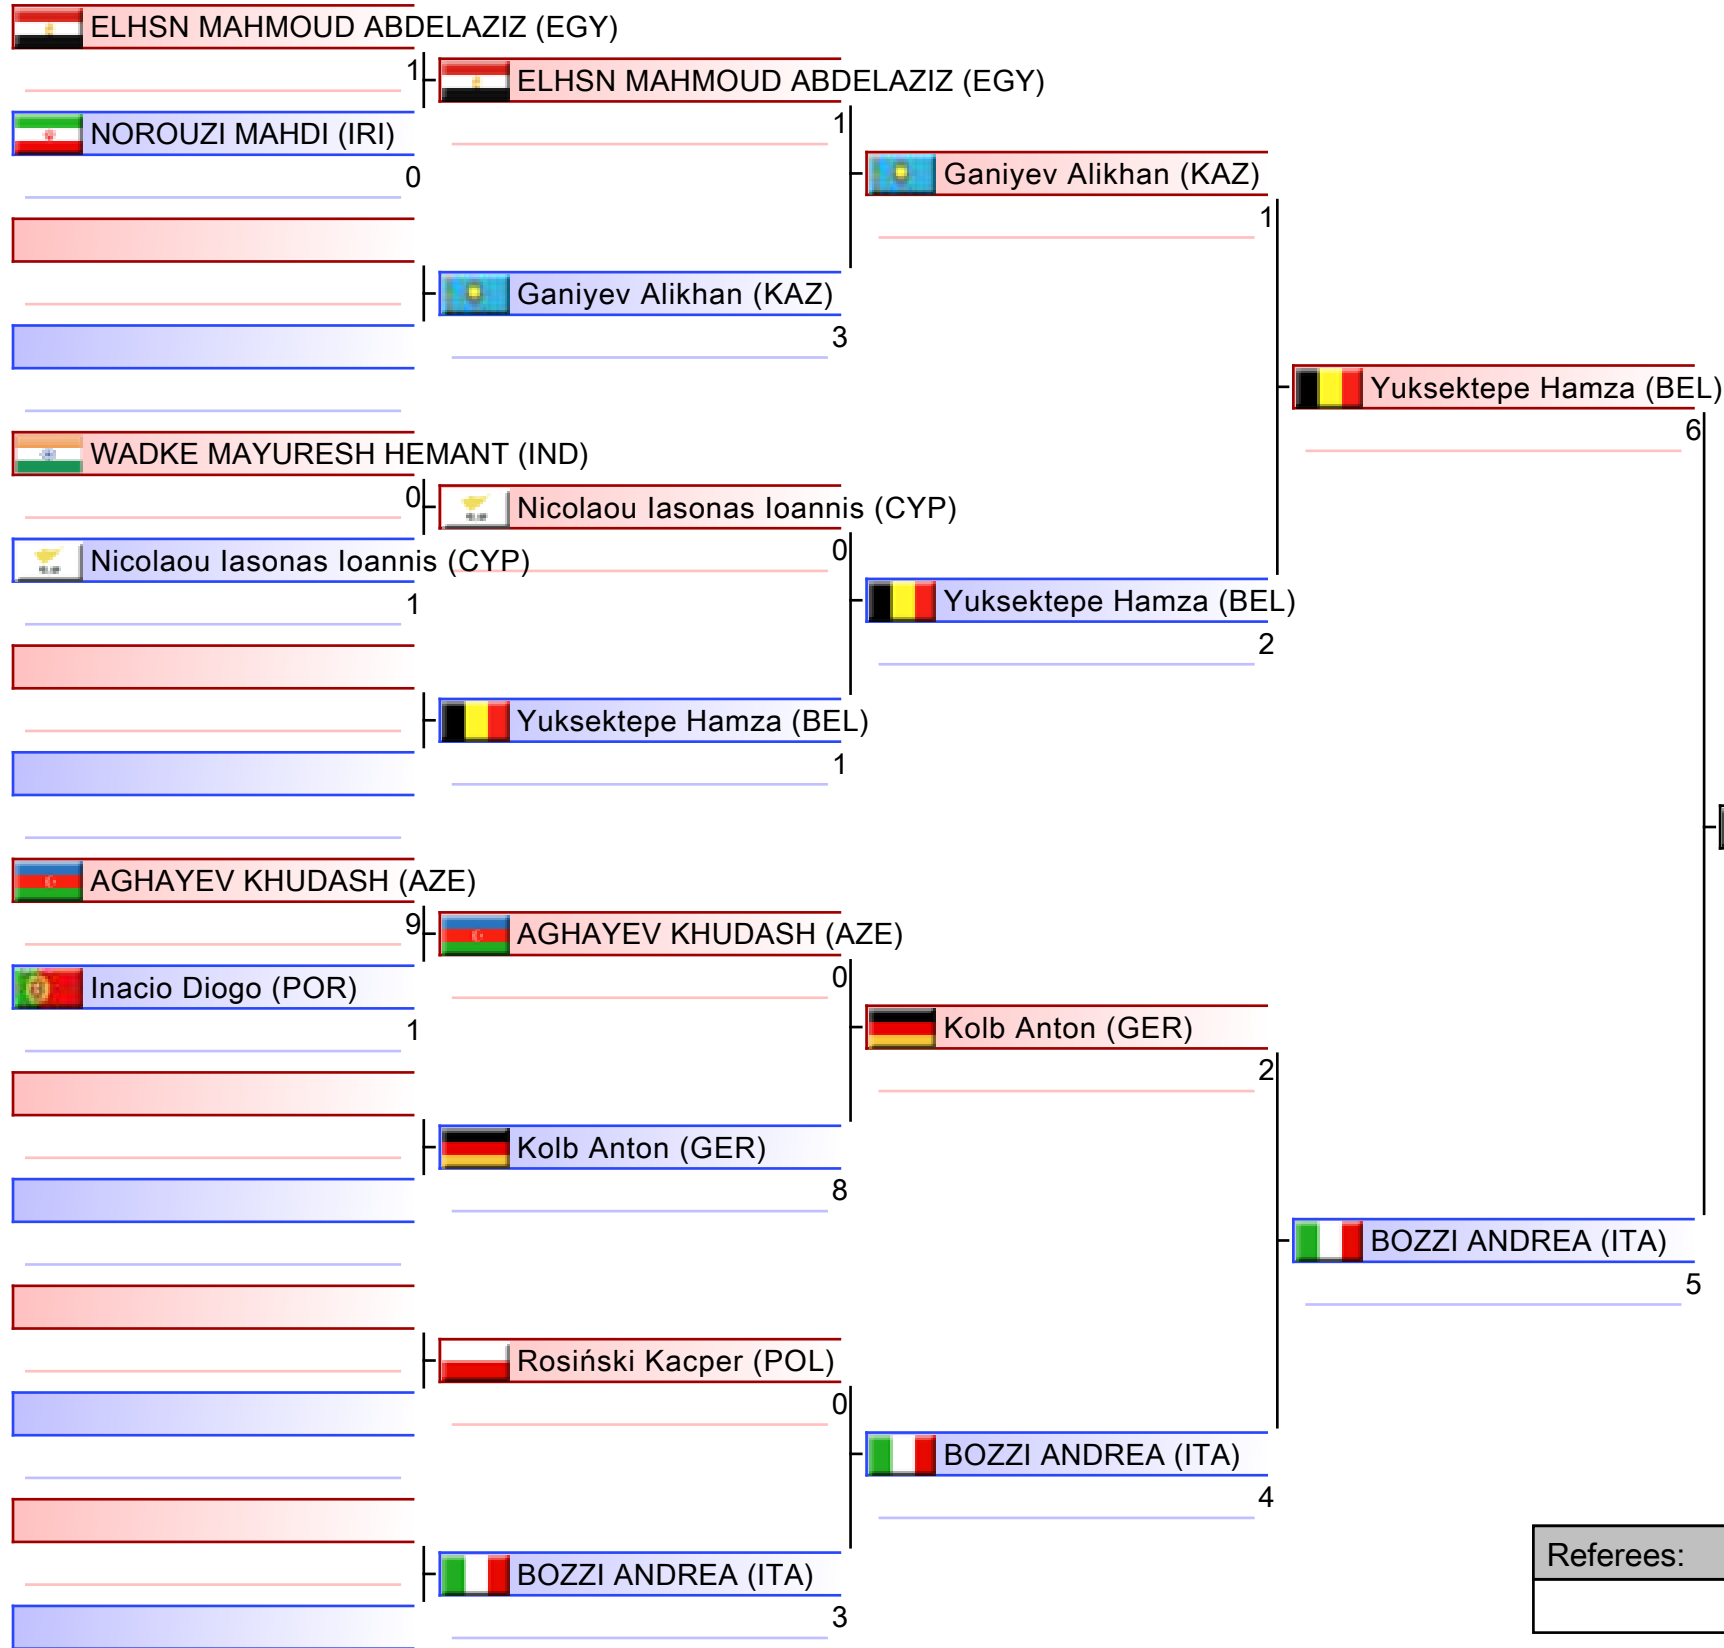 ELHSN MAHMOUD ABDELAZIZ (EGY)
1
NOROUZI MAHDI (IRI)
0
WADKE MAYURESH HEMANT (IND)
0
Nicolaou Iasonas Ioannis (CYP)
1
AGHAYEV KHUDASH (AZE)
9
Inacio Diogo (POR)
1
ELHSN MAHMOUD ABDELAZIZ (EGY)
1
Ganiyev Alikhan (KAZ)
3
Nicolaou Iasonas Ioannis (CYP)
0
Yuksektepe Hamza (BEL)
1
AGHAYEV KHUDASH (AZE)
0
Kolb Anton (GER)
8
Rosiński Kacper (POL)
0
BOZZI ANDREA (ITA)
3
Ganiyev Alikhan (KAZ)
1
Yuksektepe Hamza (BEL)
2
Kolb Anton (GER)
2
BOZZI ANDREA (ITA)
4
Yuksektepe Hamza (BEL)
6
BOZZI ANDREA (ITA)
5
Referees: